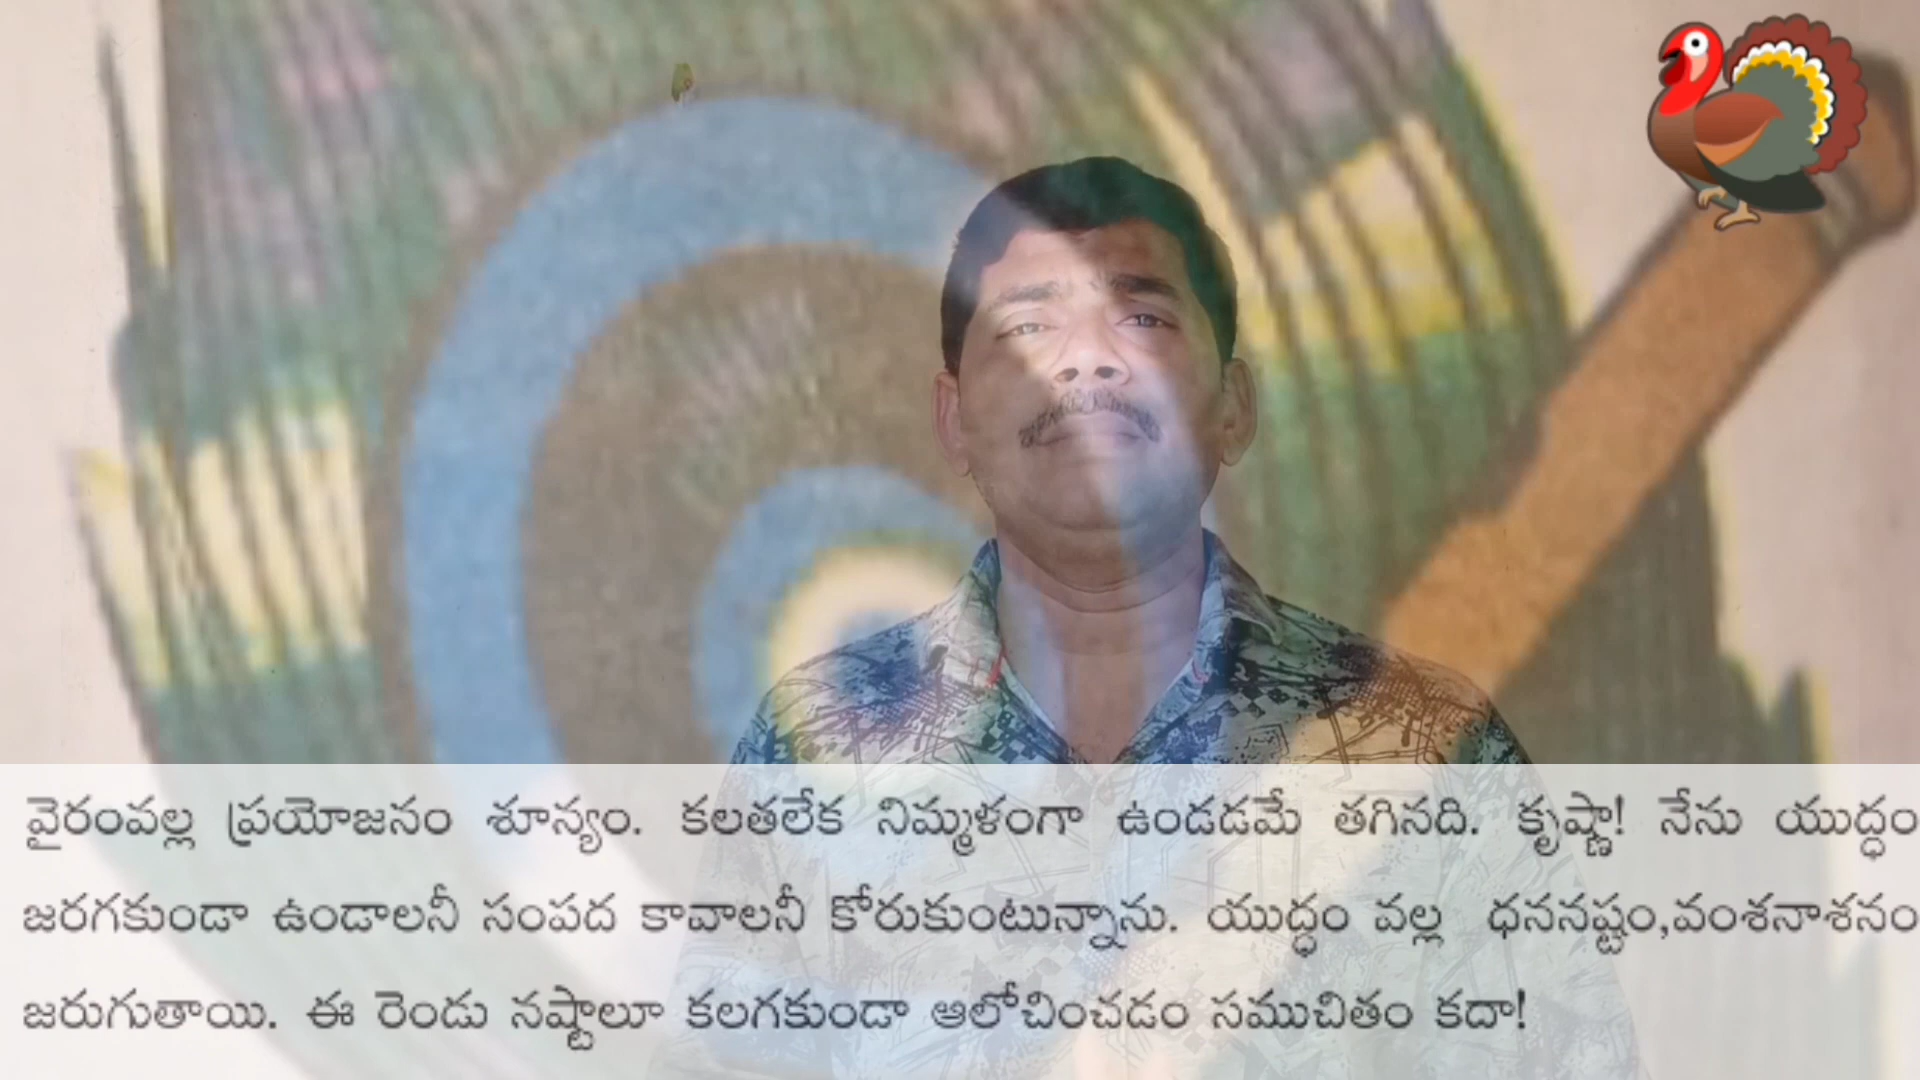 వైరంవల్ల ప్రయోజనం శూన్యం. కలతలేక నిమ్మళంగా ఉండడమే తగినది. కృష్ణా! నేను యుద్ధం
జరగకుండా ఉండాలనీ సంపద కావాలనీ కోరుకుంటున్నాను. యుద్ధం వల్ల ధననష్టం,వంశనాశనం
జరుగుతాయి. ఈ రెండు నష్టాలూ కలగకుండా ఆలోచించడం సముచితం కదా!